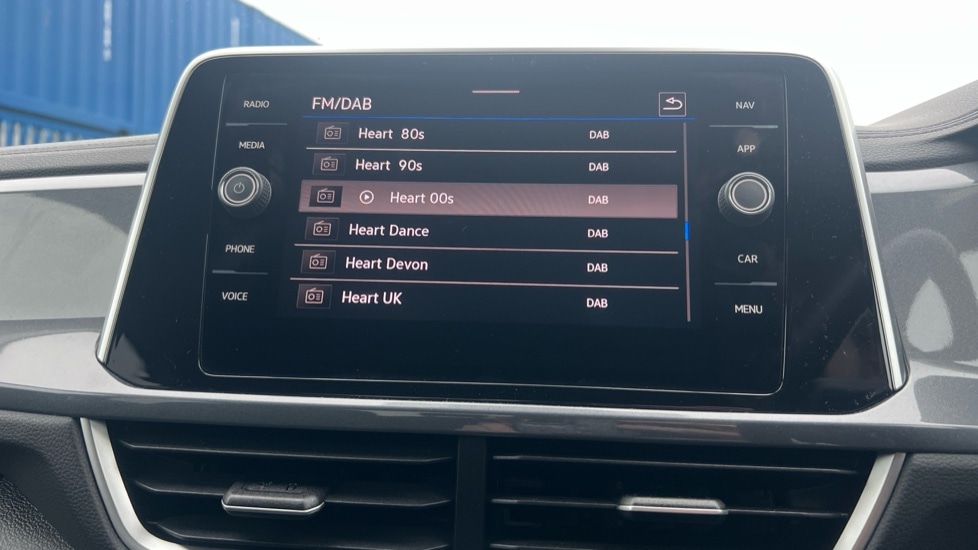 RADIO
MEDIA
PHONE
VOICE
FM/DAB
Heart 80s DAB
Heart 90s DAB
Heart 00s DAB
Heart Dance DAB
Heart Devon DAB
Heart UK DAB
NAV
APP
CAR
MENU